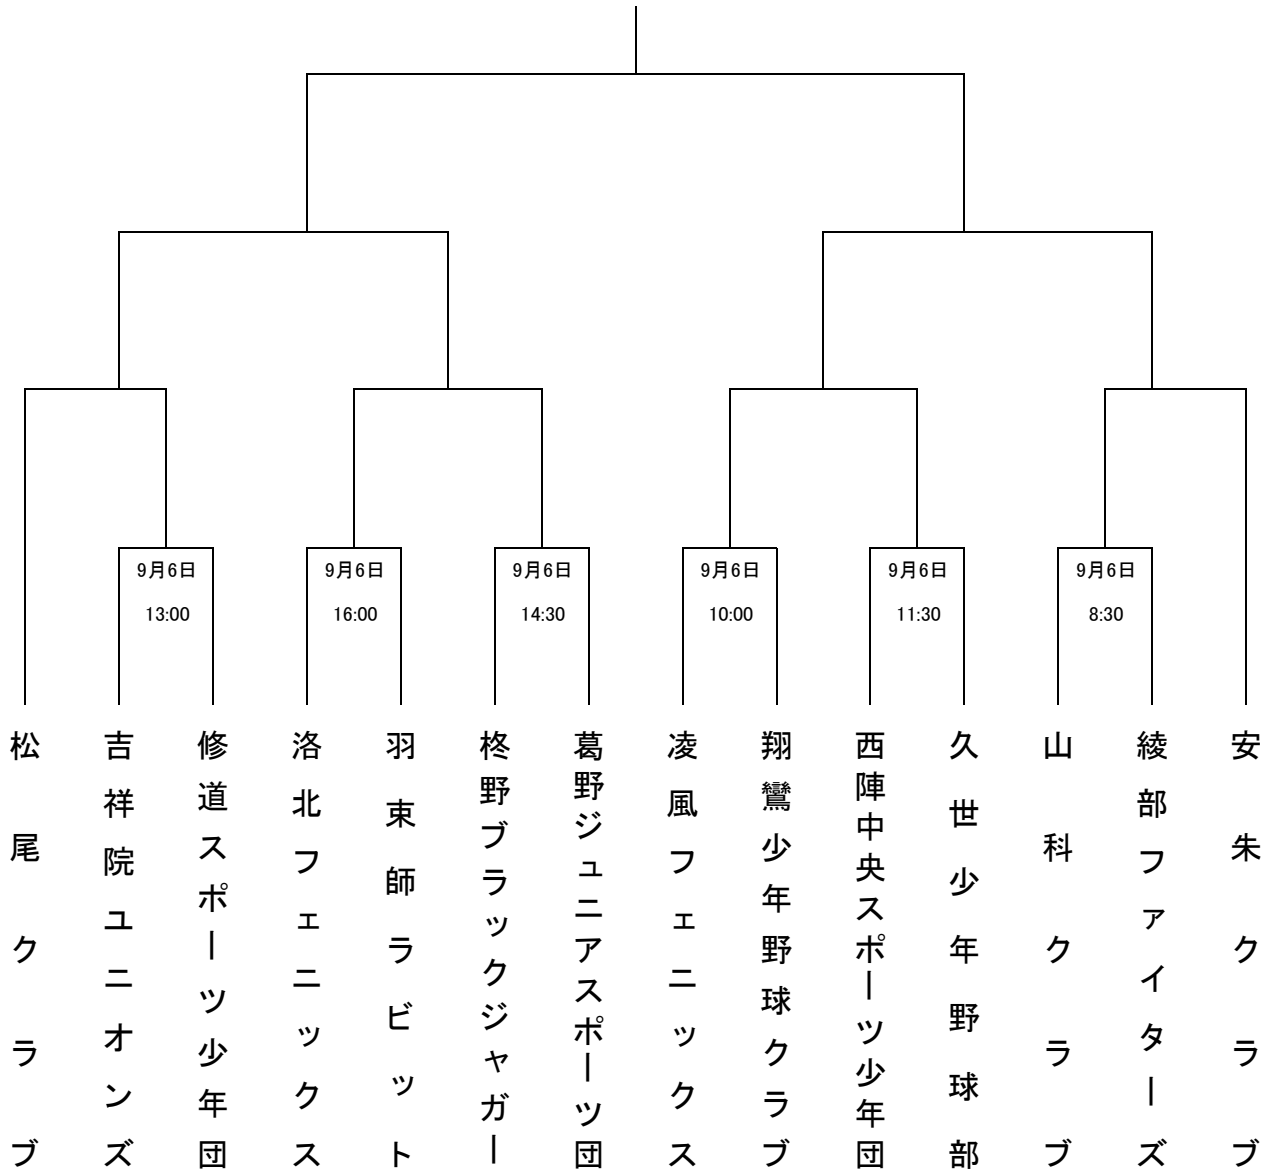 9月6日
13:00
9月6日
16:00
9月6日
14:30
9月6日
10:00
9月6日
11:30
9月6日
8:30
松尾クラブ
吉祥院ユニオンズ
修道スポーツ少年団
洛北フェニックス
羽束師ラビット
柊野ブラックジャガー
葛野ジュニアスポーツ団
凌風フェニックス
翔鸞少年野球クラブ
西陣中央スポーツ少年団
久世少年野球部
山科クラブ
綾部ファイターズ
安朱クラブ